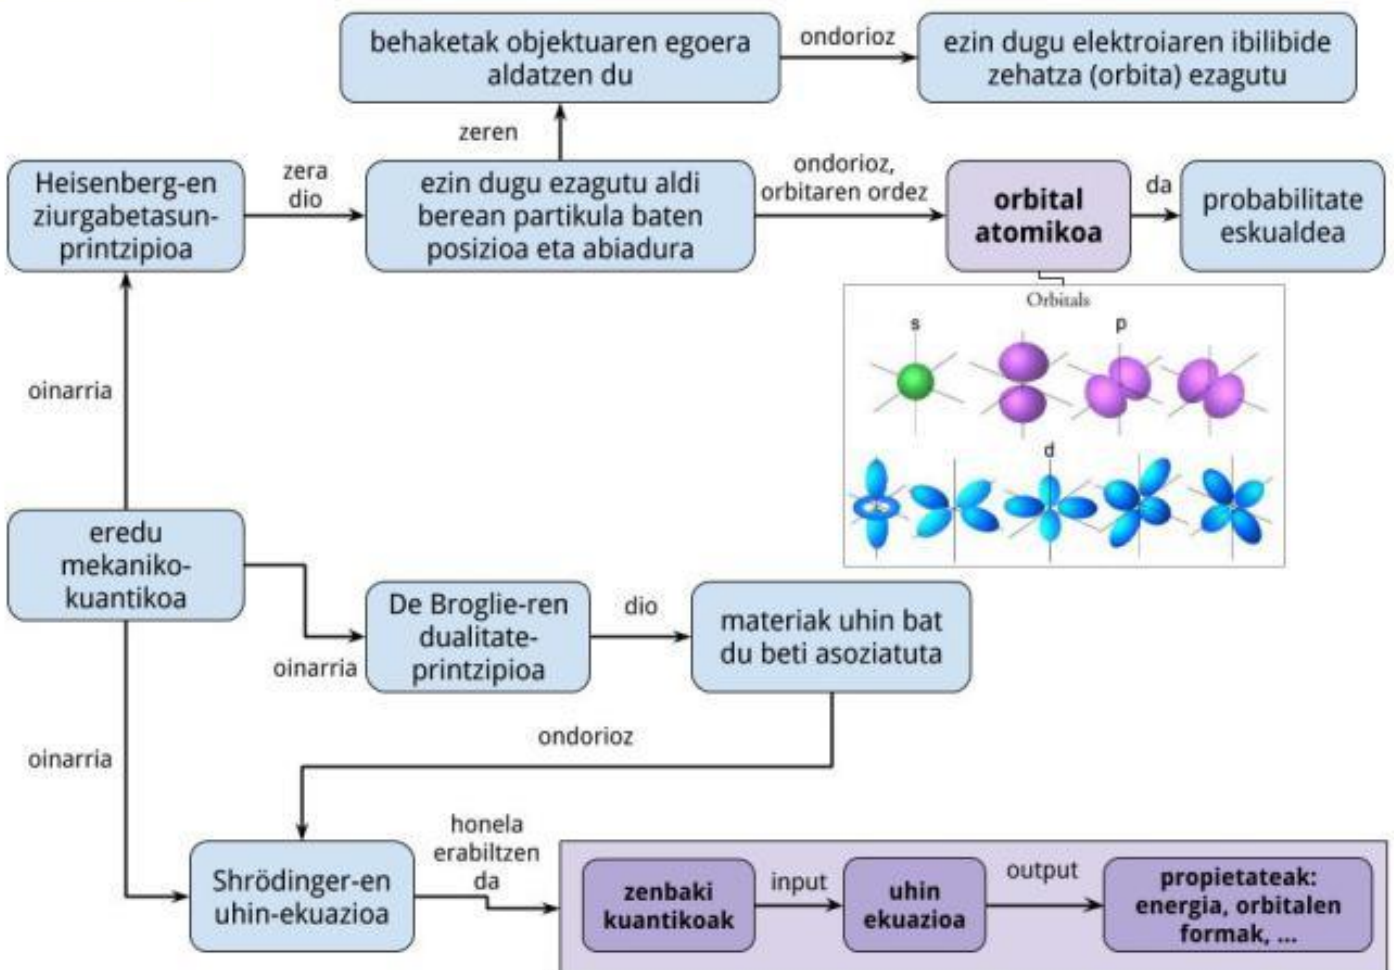 behaketak objektuaren egoera
aldatzen du
ondorioz
ezin dugu elektroiaren ibilibide
zehatza (orbita) ezagutu
zeren
Heisenberg-en
ziurgabetasun-
printzipioa
zera
dio
ezin dugu ezagutu aldi
berean partikula baten
posizioa eta abiadura
ondorioz,
orbitaren ordez
orbital
atomikoa
da
probabilitate
eskualdea
Orbitals
s
p
d
oinarria
eredu
mekaniko-
kuantikoa
oinarria
De Broglie-ren
dualitate-
printzipioa
dio
materiak uhin bat
du beti asoziatuta
ondorioz
oinarria
Shrödinger-en
uhin-ekuazioa
honela
erabiltzen
da
zenbaki
kuantikoak
input
uhin
ekuazioa
output
propietateak:
energia, orbitalen
formak, ...